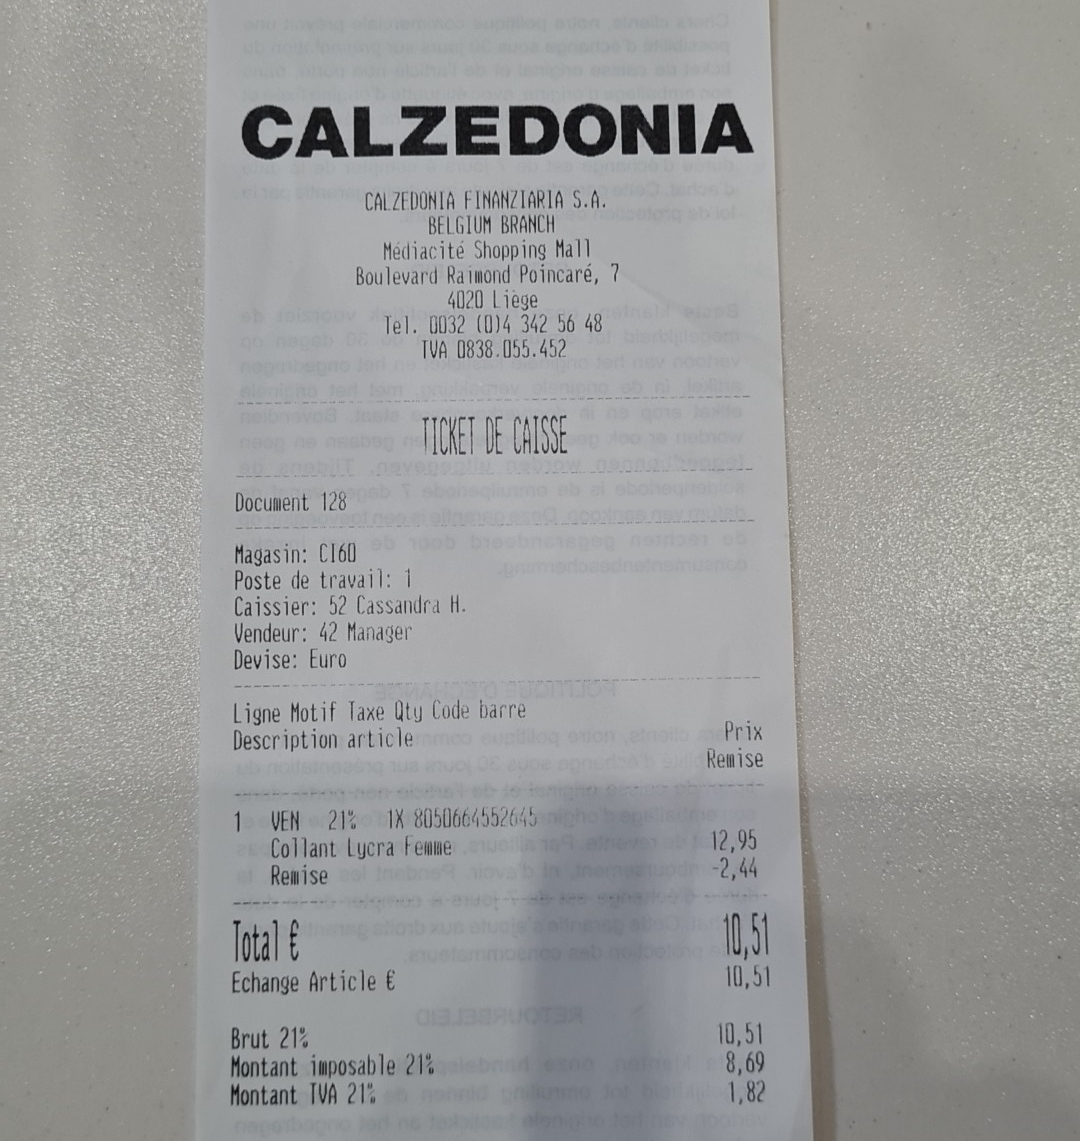 CALZEDONIA
CALZEDONIA FINANZIARIA S.A.
BELGIUM BRANCH
Médiacité Shopping Mall
Boulevard Raimond Poincaré, 7
4020 Liège
Tel. 0032 (0)4 342 56 48
TVA 0838.055.452
TICKET DE CAISSE
Document 128
Magasin: CI60
Poste de travail: 1
Caissier: 52 Cassandra H.
Vendeur: 42 Manager
Devise: Euro
Ligne Motif Taxe Qty Code barre
Description article Prix
Remise
1 VEN 21% 1X 8050664552645
Collant Lycra Femme 12,95
Remise -2,44
Total € 10,51
Echange Article € 10,51
Brut 21% 10,51
Montant imposable 21% 8,69
Montant TVA 21% 1,82